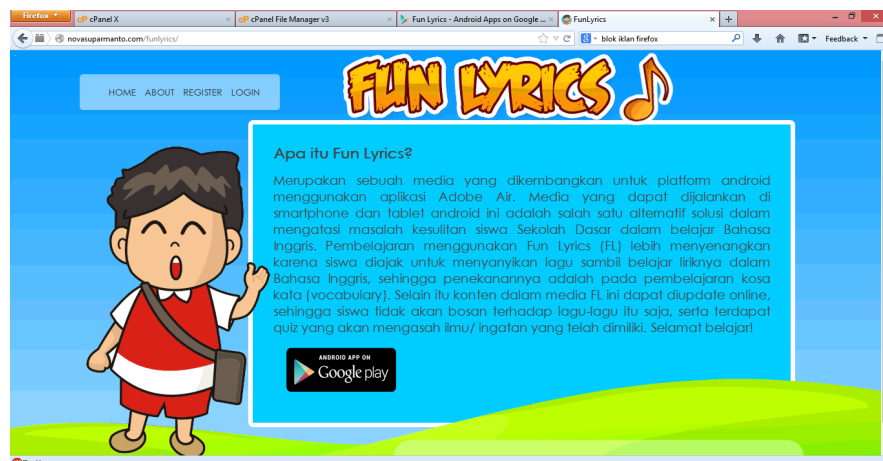 Firefox
cPanel X
cPanel File Manager v3
Fun Lyrics - Android Apps on Google ...
FunLyrics
novasuparmanto.com/funlyrics/
blok iklan firefox
Feedback
FUN LYRICS
HOME ABOUT REGISTER LOGIN
Apa itu Fun Lyrics?
Merupakan sebuah media yang dikembangkan untuk platform android
menggunakan aplikasi Adobe Air. Media yang dapat dijalankan di
smartphone dan tablet android ini adalah salah satu alternatif solusi dalam
mengatasi masalah kesulitan siswa Sekolah Dasar dalam belajar Bahasa
Inggris. Pembelajaran menggunakan Fun Lyrics (FL) lebih menyenangkan
karena siswa diajak untuk menyanyikan lagu sambil belajar liriknya dalam
Bahasa Inggris, sehingga penekanannya adalah pada pembelajaran kosa
kata (vocabulary). Selain itu konten dalam media FL ini dapat diupdate online,
sehingga siswa tidak akan bosan terhadap lagu-lagu itu saja, serta terdapat
quiz yang akan mengasah ilmu/ ingatan yang telah dimiliki. Selamat belajar!
ANDROID APP ON
Google play